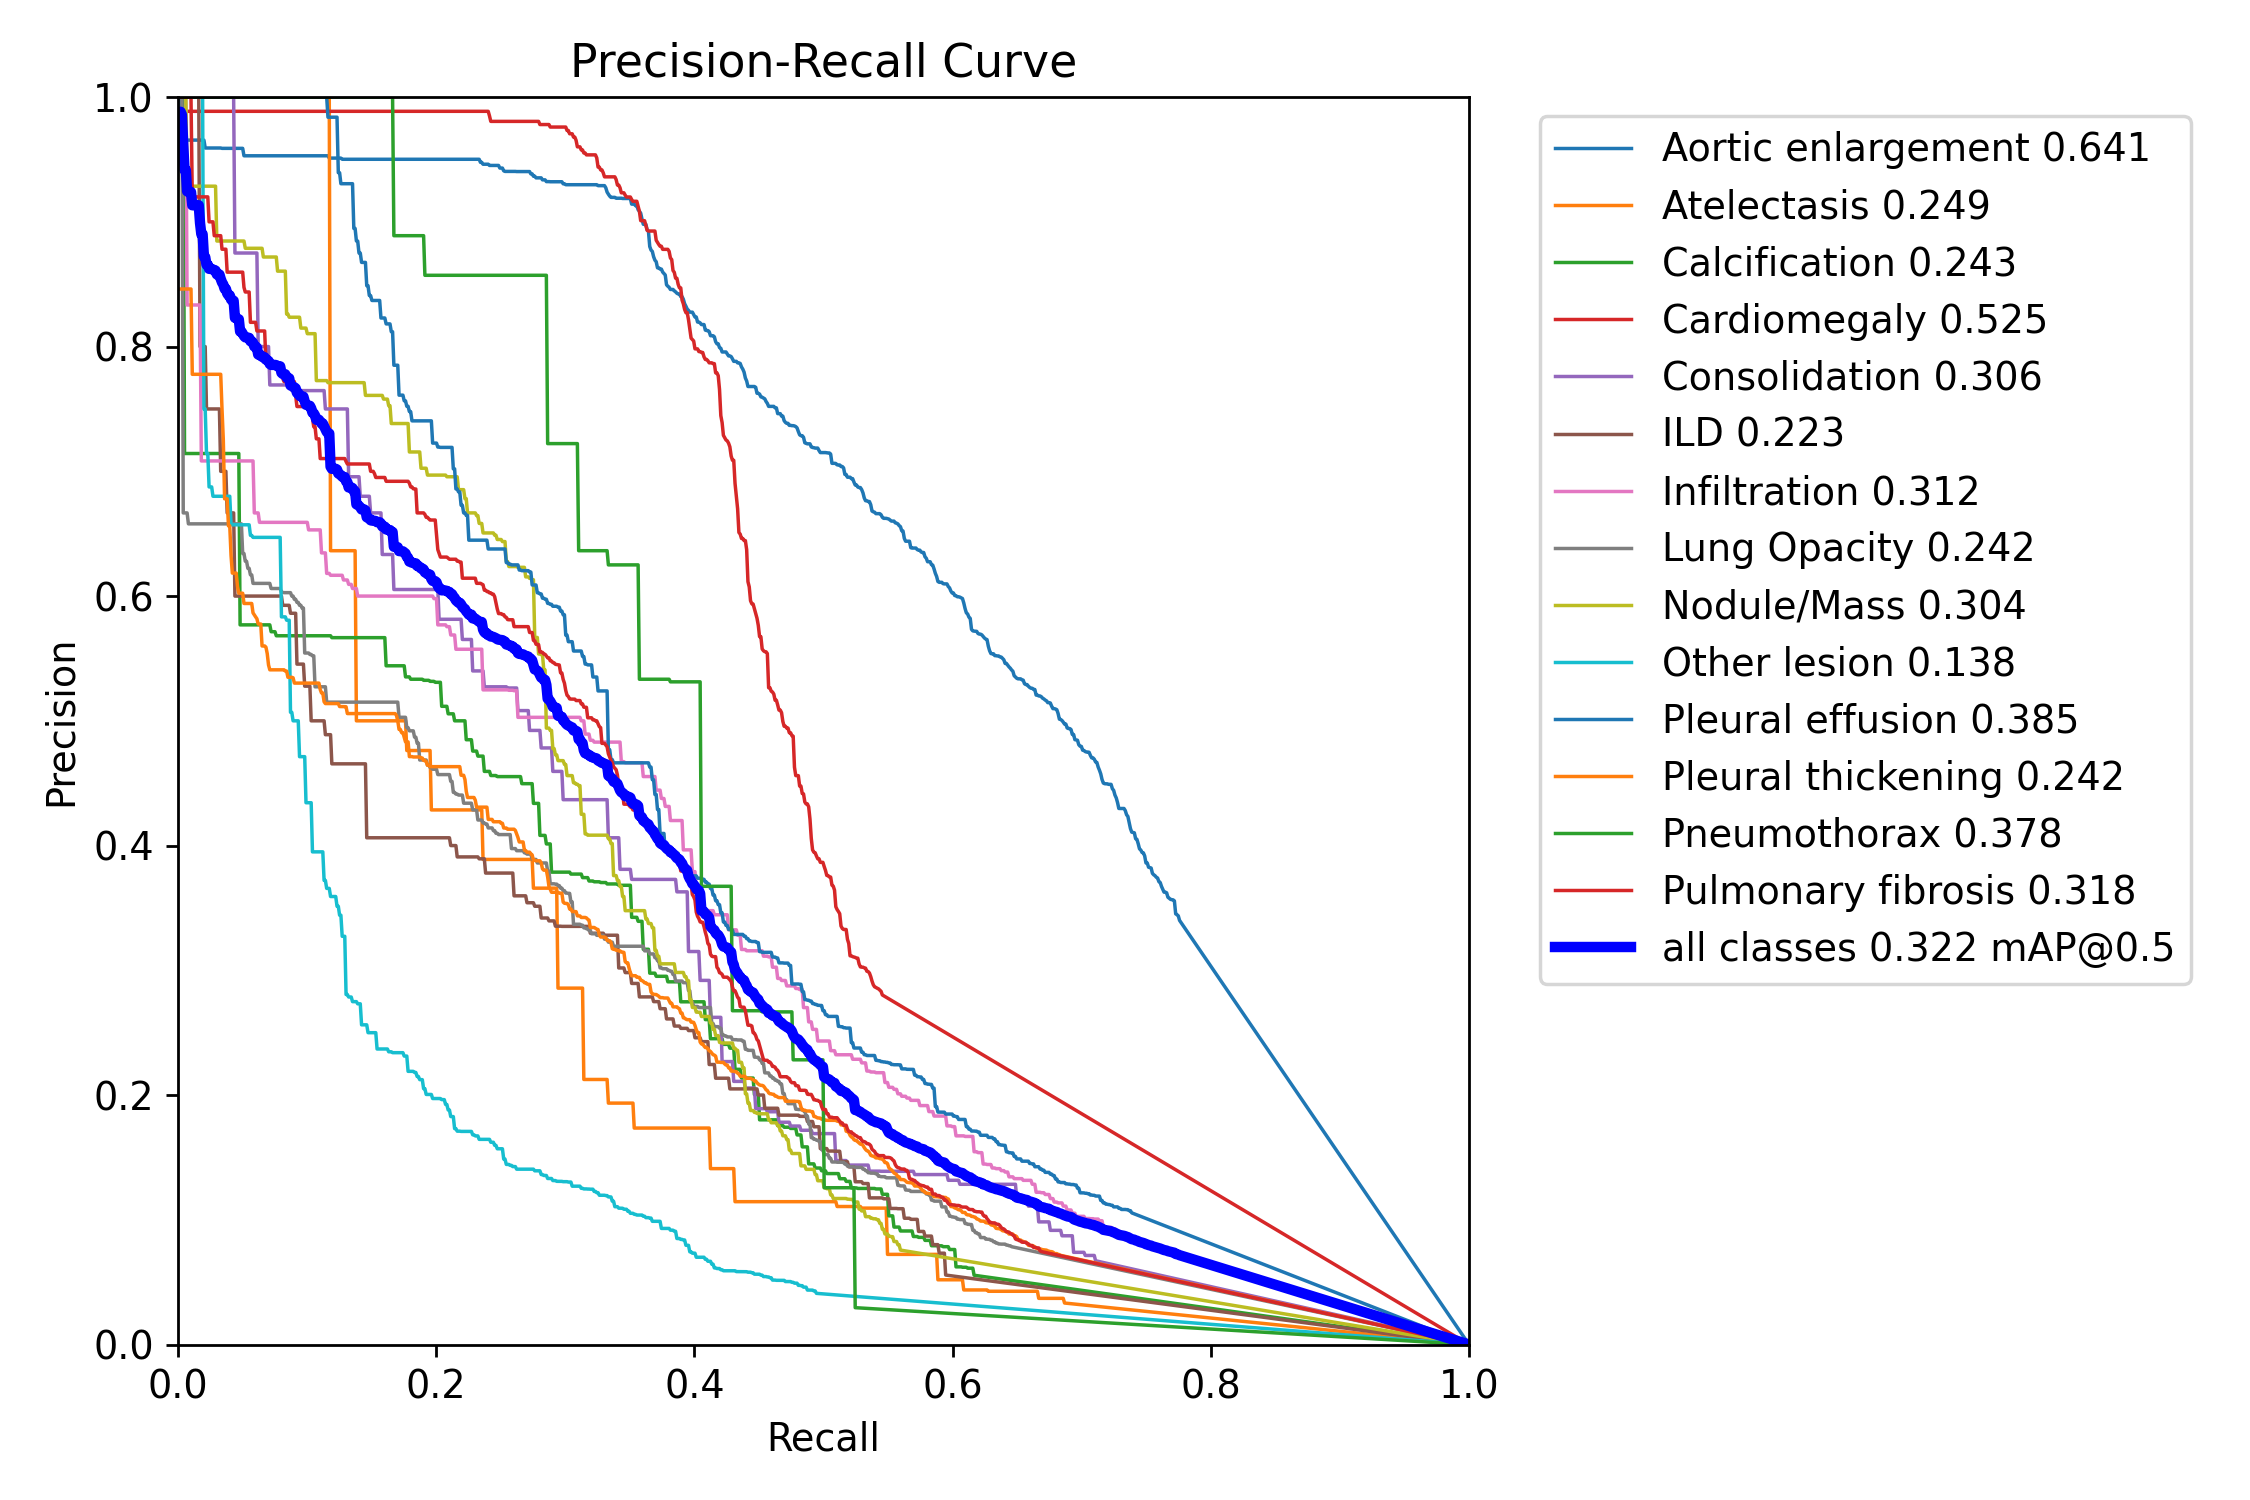 Precision-Recall Curve
1.0
0.8
0.6
0.4
0.2
0.0
Precision
0.0 0.2 0.4 0.6 0.8 1.0
Recall
Aortic enlargement 0.641
Atelectasis 0.249
Calcification 0.243
Cardiomegaly 0.525
Consolidation 0.306
ILD 0.223
Infiltration 0.312
Lung Opacity 0.242
Nodule/Mass 0.304
Other lesion 0.138
Pleural effusion 0.385
Pleural thickening 0.242
Pneumothorax 0.378
Pulmonary fibrosis 0.318
all classes 0.322 mAP@0.5